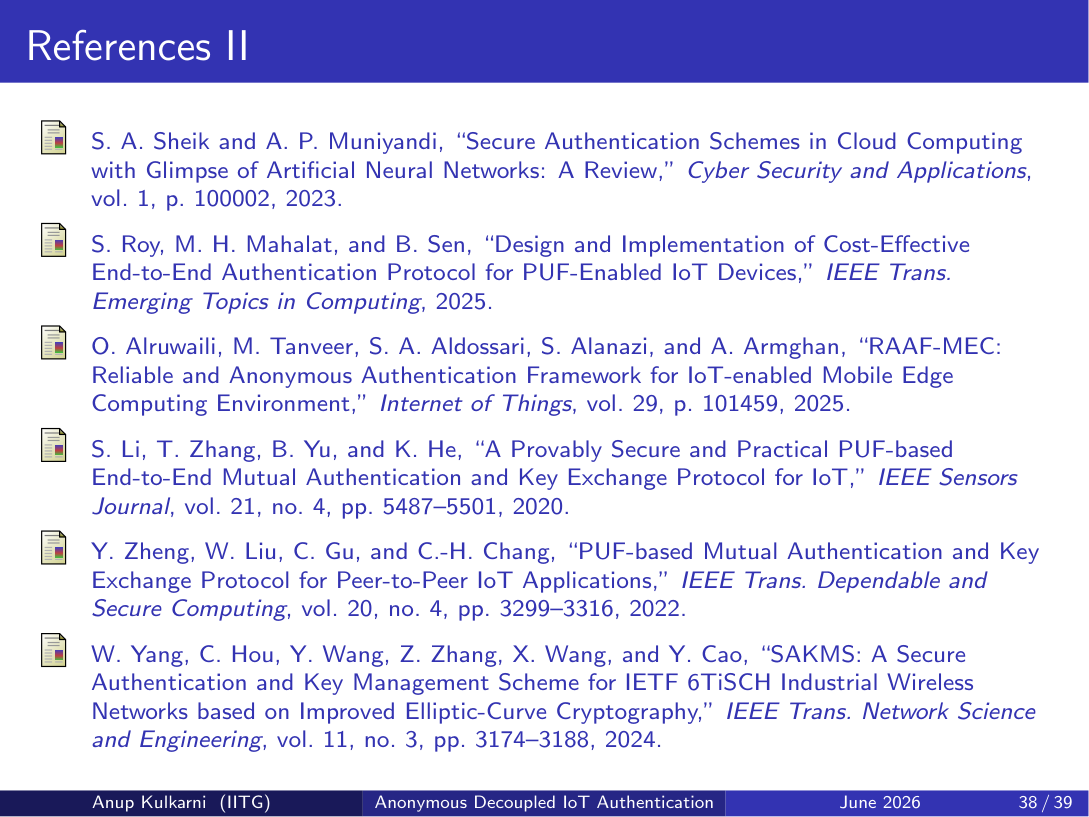 References II
S. A. Sheik and A. P. Muniyandi, “Secure Authentication Schemes in Cloud Computing
with Glimpse of Artificial Neural Networks: A Review,” Cyber Security and Applications,
vol. 1, p. 100002, 2023.
S. Roy, M. H. Mahalat, and B. Sen, “Design and Implementation of Cost-Effective
End-to-End Authentication Protocol for PUF-Enabled IoT Devices,” IEEE Trans.
Emerging Topics in Computing, 2025.
O. Alruwaili, M. Tanveer, S. A. Aldossari, S. Alanazi, and A. Armghan, “RAAF-MEC:
Reliable and Anonymous Authentication Framework for IoT-enabled Mobile Edge
Computing Environment,” Internet of Things, vol. 29, p. 101459, 2025.
S. Li, T. Zhang, B. Yu, and K. He, “A Provably Secure and Practical PUF-based
End-to-End Mutual Authentication and Key Exchange Protocol for IoT,” IEEE Sensors
Journal, vol. 21, no. 4, pp. 5487–5501, 2020.
Y. Zheng, W. Liu, C. Gu, and C.-H. Chang, “PUF-based Mutual Authentication and Key
Exchange Protocol for Peer-to-Peer IoT Applications,” IEEE Trans. Dependable and
Secure Computing, vol. 20, no. 4, pp. 3299–3316, 2022.
W. Yang, C. Hou, Y. Wang, Z. Zhang, X. Wang, and Y. Cao, “SAKMS: A Secure
Authentication and Key Management Scheme for IETF 6TiSCH Industrial Wireless
Networks based on Improved Elliptic-Curve Cryptography,” IEEE Trans. Network Science
and Engineering, vol. 11, no. 3, pp. 3174–3188, 2024.
Anup Kulkarni (IITG) Anonymous Decoupled IoT Authentication June 2026 38 / 39